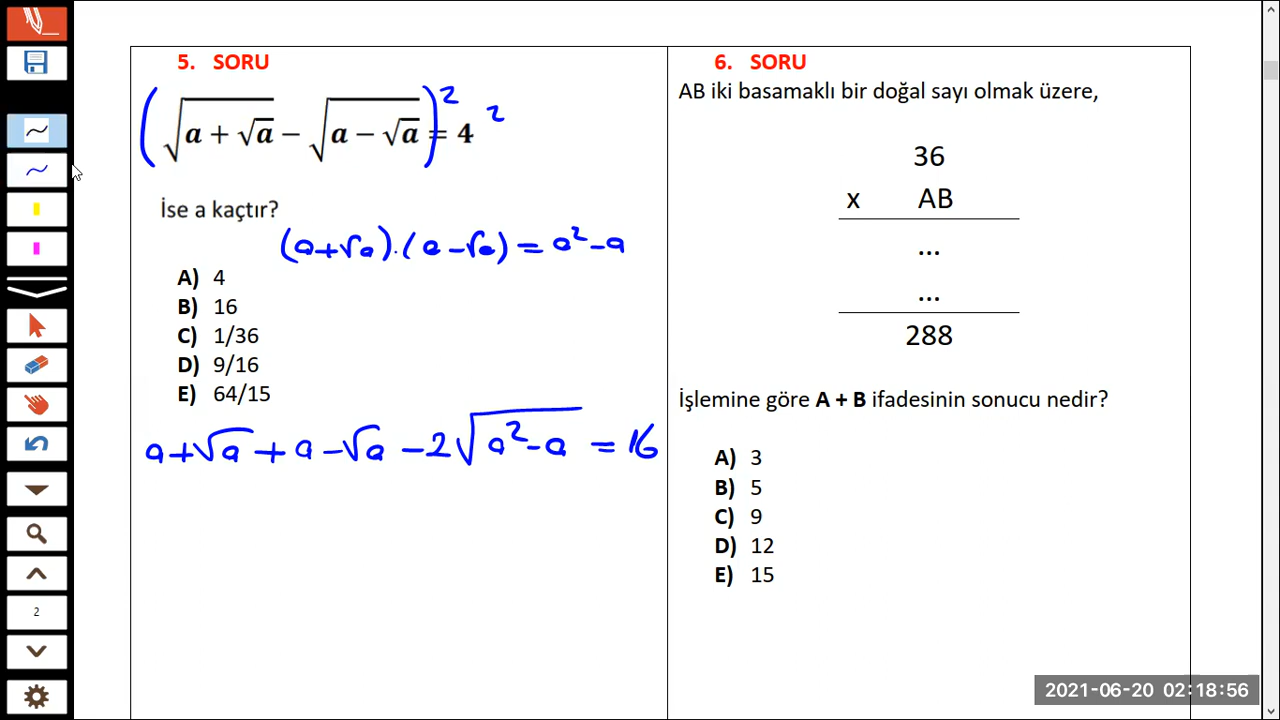 5. SORU
(√(a + √a) − √(a − √a))² = 4 ²
İse a kaçtır?
(a+√a).(a-√a) = a²-a
A) 4
B) 16
C) 1/36
D) 9/16
E) 64/15
a+√a + a-√a -2√(a²-a) = 16
6. SORU
AB iki basamaklı bir doğal sayı olmak üzere,
36
x AB
...
...
288
İşlemine göre A + B ifadesinin sonucu nedir?
A) 3
B) 5
C) 9
D) 12
E) 15
2
2021-06-20 02:18:56